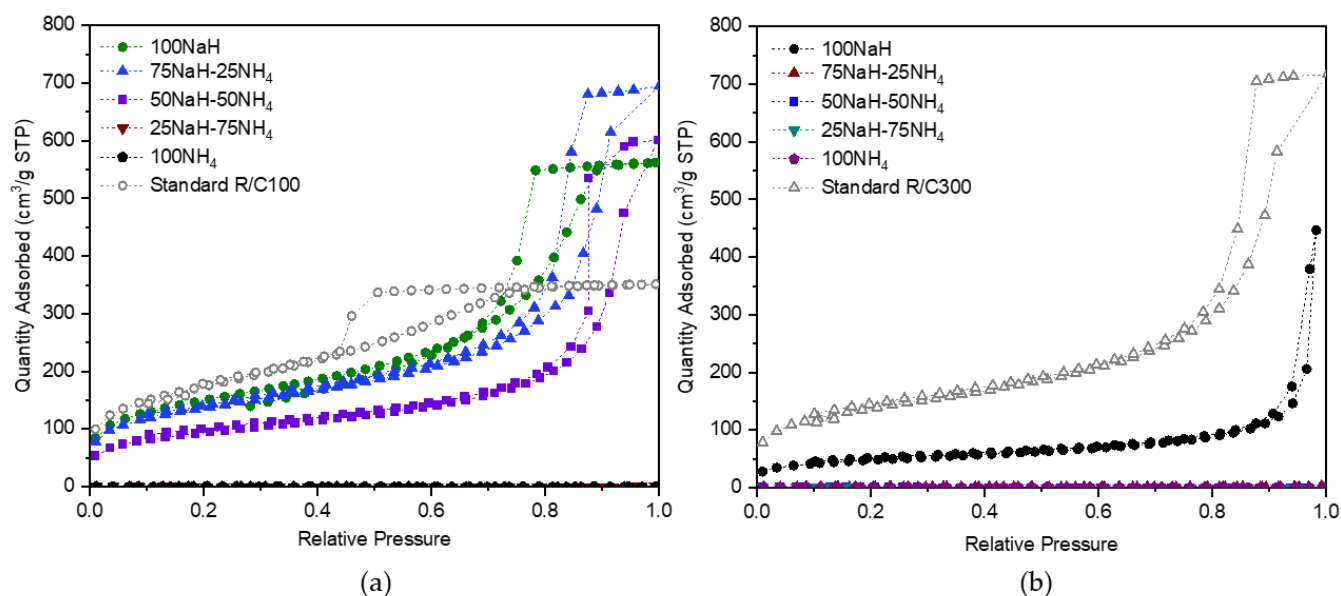 800
700
600
500
400
300
200
100
0
Quantity Adsorbed (cm³/g STP)
100NaH
75NaH-25NH₄
50NaH-50NH₄
25NaH-75NH₄
100NH₄
Standard R/C100
0.0 0.2 0.4 0.6 0.8 1.0
Relative Pressure
(a)
800
700
600
500
400
300
200
100
0
Quantity Adsorbed (cm³/g STP)
100NaH
75NaH-25NH₄
50NaH-50NH₄
25NaH-75NH₄
100NH₄
Standard R/C300
0.0 0.2 0.4 0.6 0.8 1.0
Relative Pressure
(b)